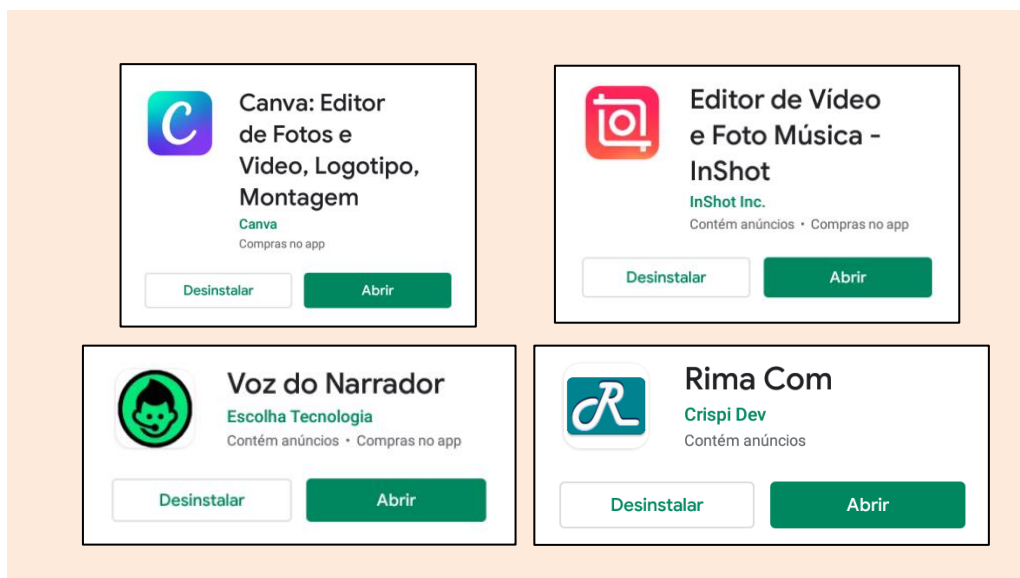 Canva: Editor
de Fotos e
Video, Logotipo,
Montagem
Canva
Compras no app
Desinstalar
Abrir
Editor de Vídeo
e Foto Música -
InShot
InShot Inc.
Contém anúncios • Compras no app
Desinstalar
Abrir
Voz do Narrador
Escolha Tecnologia
Contém anúncios • Compras no app
Desinstalar
Abrir
Rima Com
Crispi Dev
Contém anúncios
Desinstalar
Abrir